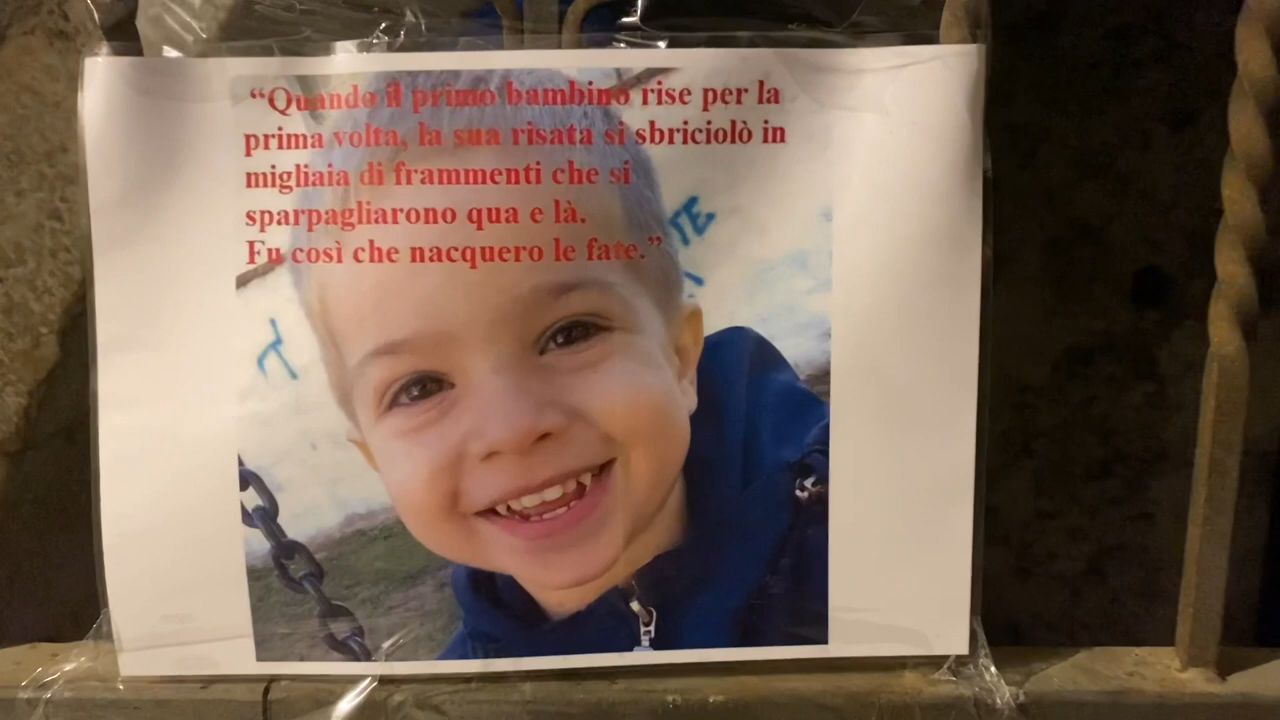 “Quando il primo bambino rise per la
prima volta, la sua risata si sbriciolò in
migliaia di frammenti che si
sparpagliarono qua e là.
Fu così che nacquero le fate.”